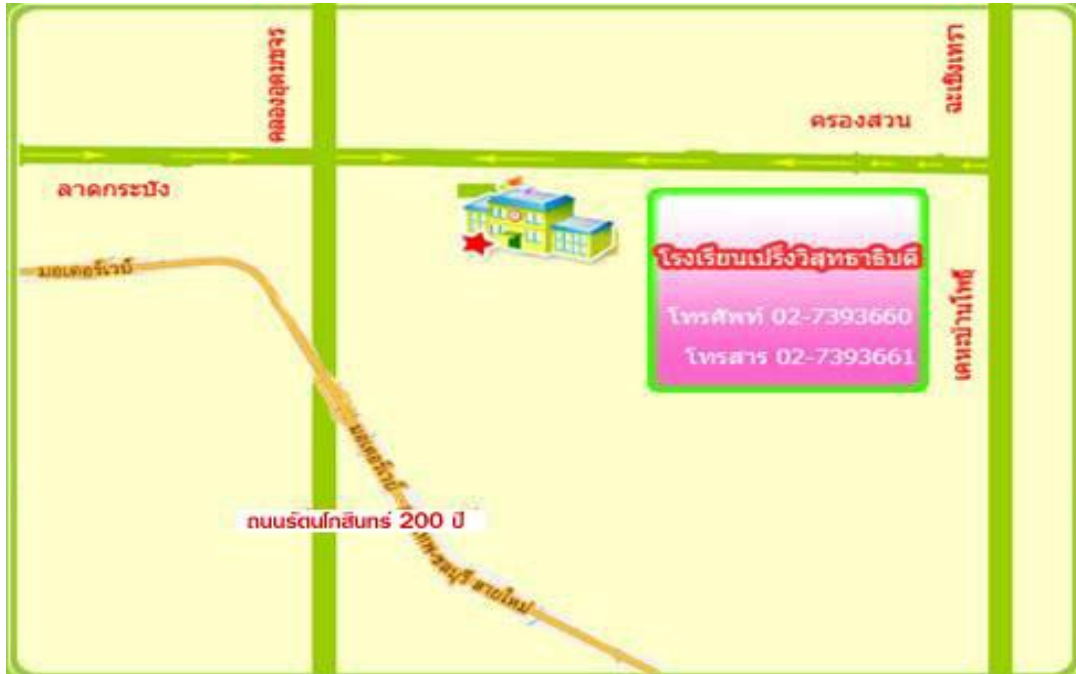 คลองอุดมชจร
ฉะเชิงเทรา
ครองสวน
ลาดกระบัง
มอเตอร์เวย์
โรงเรียนเปร็งวิสุทธาธิบดี
โทรศัพท์ 02-7393660
โทรสาร 02-7393661
เคหะบ้านโพธิ์
มอเตอร์เวย์
ถนนรัตนโกสินทร์ 200 ปี
ชลบุรี สายใหม่